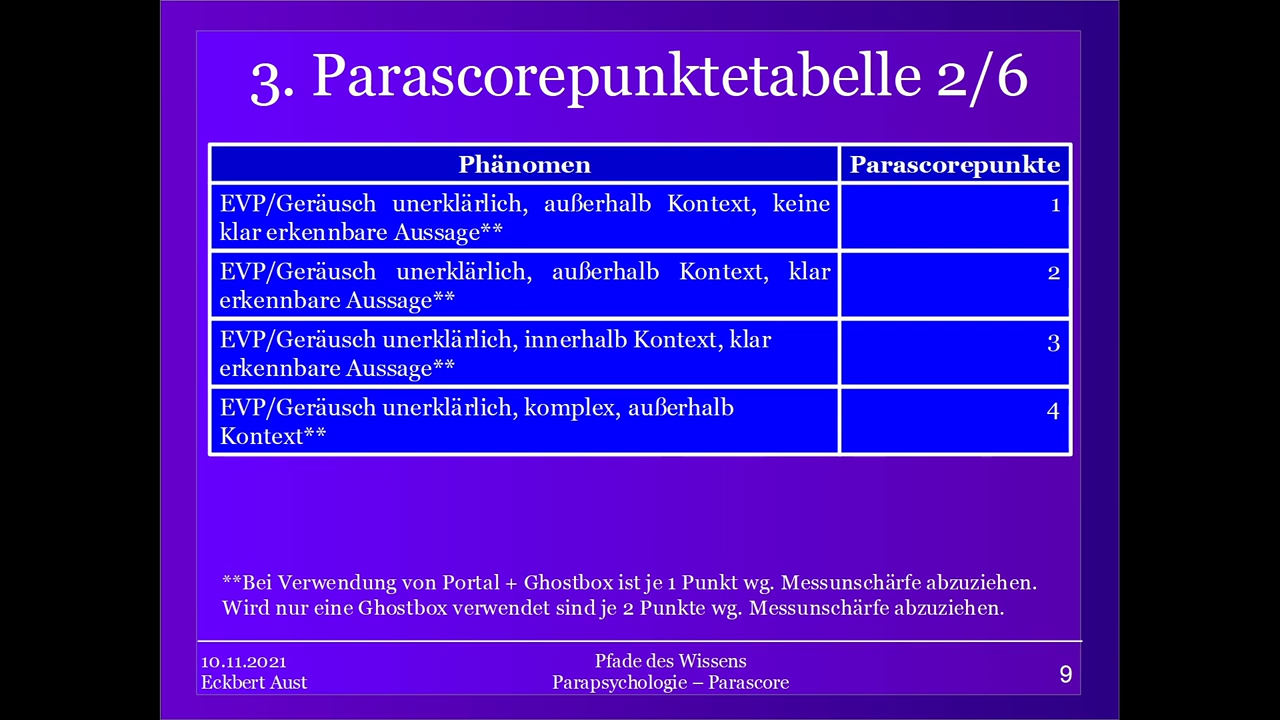 3. Parascorepunktetabelle 2/6
Phänomen Parascorepunkte
EVP/Geräusch unerklärlich, außerhalb Kontext, keine 1
klar erkennbare Aussage**
EVP/Geräusch unerklärlich, außerhalb Kontext, klar 2
erkennbare Aussage**
EVP/Geräusch unerklärlich, innerhalb Kontext, klar 3
erkennbare Aussage**
EVP/Geräusch unerklärlich, komplex, außerhalb 4
Kontext**
**Bei Verwendung von Portal + Ghostbox ist je 1 Punkt wg. Messunschärfe abzuziehen.
Wird nur eine Ghostbox verwendet sind je 2 Punkte wg. Messunschärfe abzuziehen.
10.11.2021 Pfade des Wissens
Eckbert Aust Parapsychologie – Parascore 9